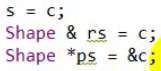 s = c;
Shape & rs = c;
Shape *ps = &c;